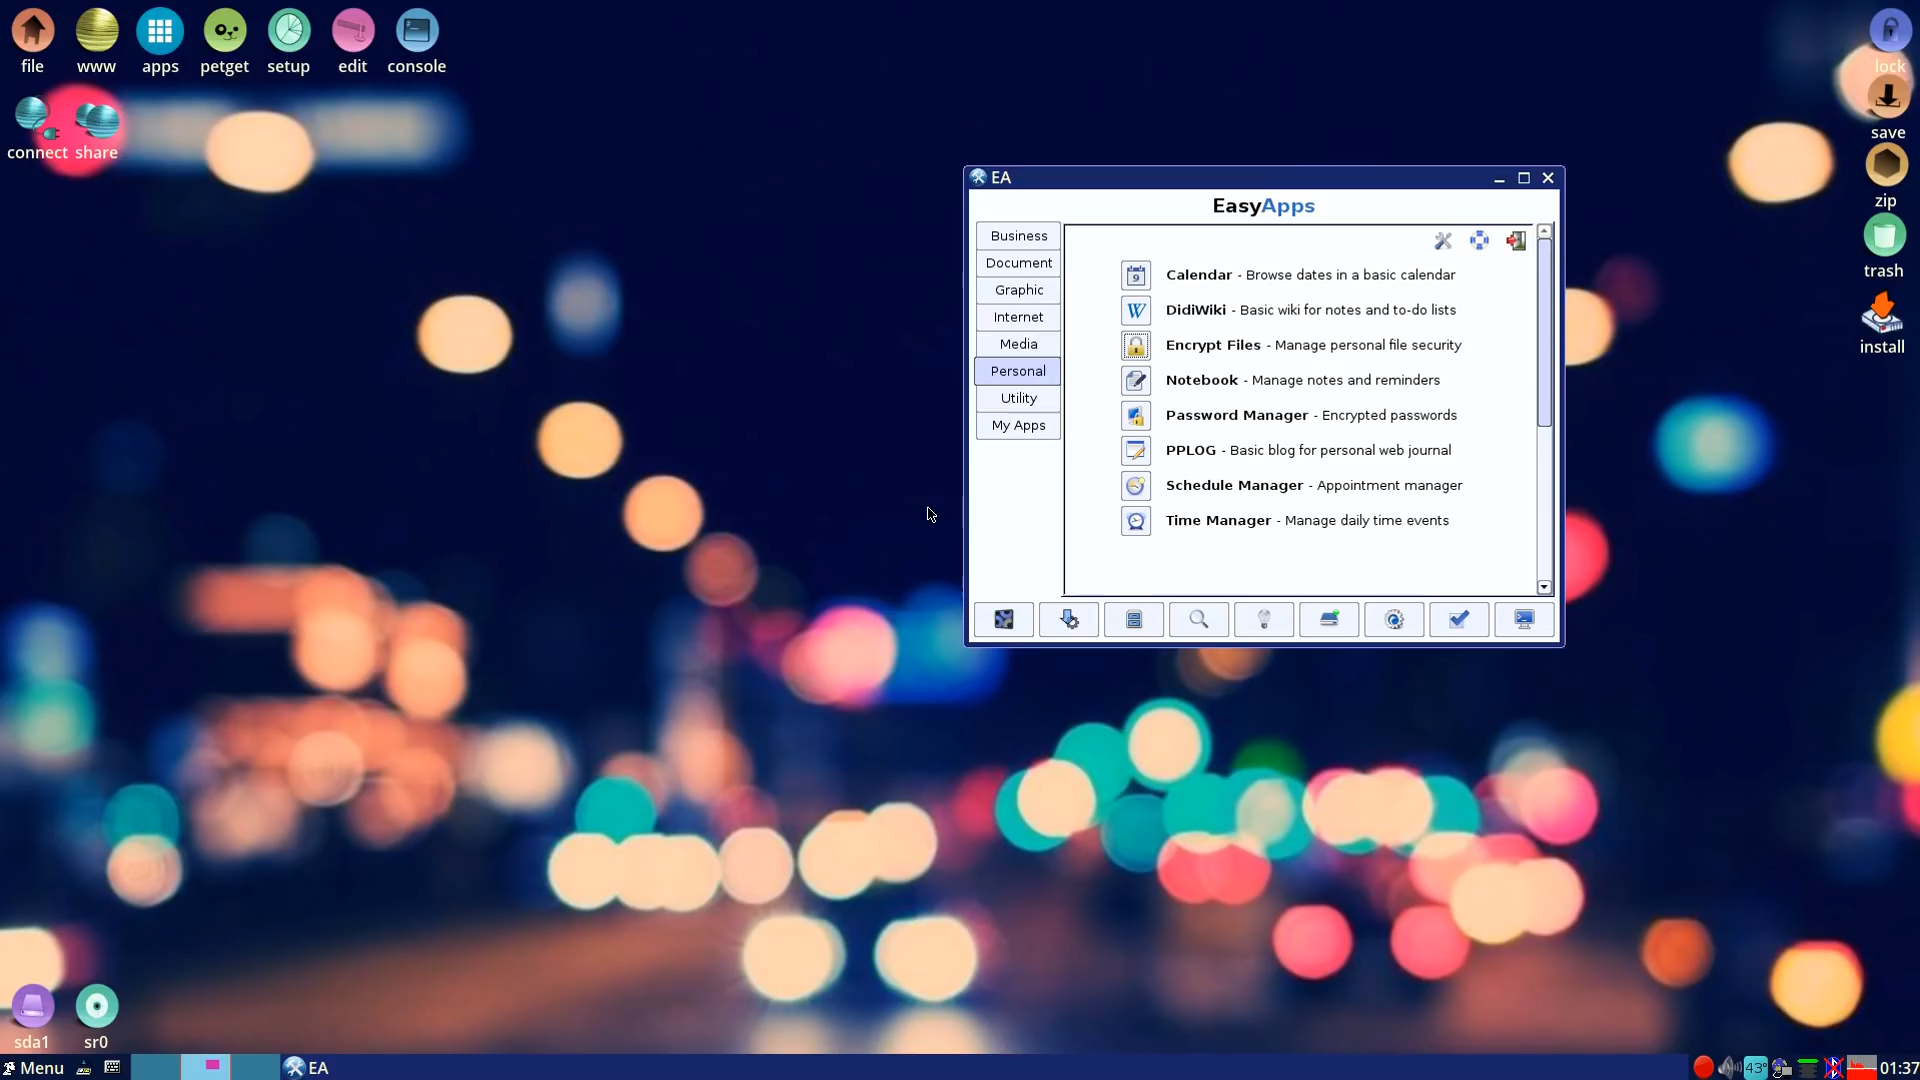 file
www
apps
petget
setup
edit
console
lock
connect
share
save
zip
trash
install
EA
EasyApps
Business
Document
Graphic
Internet
Media
Personal
Utility
My Apps
9
Calendar - Browse dates in a basic calendar
W
DidiWiki - Basic wiki for notes and to-do lists
Encrypt Files - Manage personal file security
Notebook - Manage notes and reminders
Password Manager - Encrypted passwords
PPLOG - Basic blog for personal web journal
Schedule Manager - Appointment manager
Time Manager - Manage daily time events
sda1
sr0
Menu
EA
43°
01:37